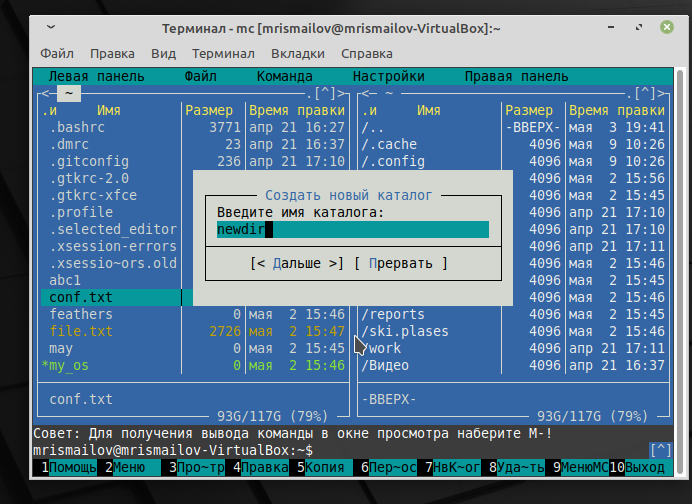 Терминал - mc [mrismailov@mrismailov-VirtualBox]:~
Файл Правка Вид Терминал Вкладки Справка
Левая панель Файл Команда Настройки Правая панель
<─ ~ .[^]> <─ ~ .[^]>
.и Имя Размер Время правки .и Имя Размер Время правки
.bashrc 3771 апр 21 16:27 /.. -ВВЕРХ- мая 3 19:41
.dmrc 23 апр 21 16:37 /.cache 4096 мая 9 10:26
.gitconfig 236 апр 21 17:10 /.config 4096 мая 9 10:26
.gtkrc-2.0 4096 мая 2 15:56
.gtkrc-xfce 4096 мая 2 15:45
.profile 4096 апр 21 17:10
.selected_editor 4096 апр 21 17:10
.xsession-errors 4096 апр 21 17:11
.xsessio~ors.old 4096 мая 2 15:46
abc1 4096 мая 2 15:45
conf.txt 4096 мая 2 15:46
Создать новый каталог
Введите имя каталога:
newdir
[< Дальше >] [ Прервать ]
feathers 0 мая 2 15:46 /reports 4096 мая 2 15:45
file.txt 2726 мая 2 15:47 /ski.plases 4096 мая 2 15:46
may 0 мая 2 15:45 /work 4096 апр 21 17:11
*my_os 0 мая 2 15:46 /Видео 4096 апр 21 16:37
conf.txt -ВВЕРХ-
93G/117G (79%) 93G/117G (79%)
Совет: Для получения вывода команды в окне просмотра наберите M-!
mrismailov@mrismailov-VirtualBox:~$ [^]
1Помощь 2Меню 3Про~тр 4Правка 5Копия 6Пер~ос 7НвК~ог 8Уда~ть 9МенюMC 10Выход